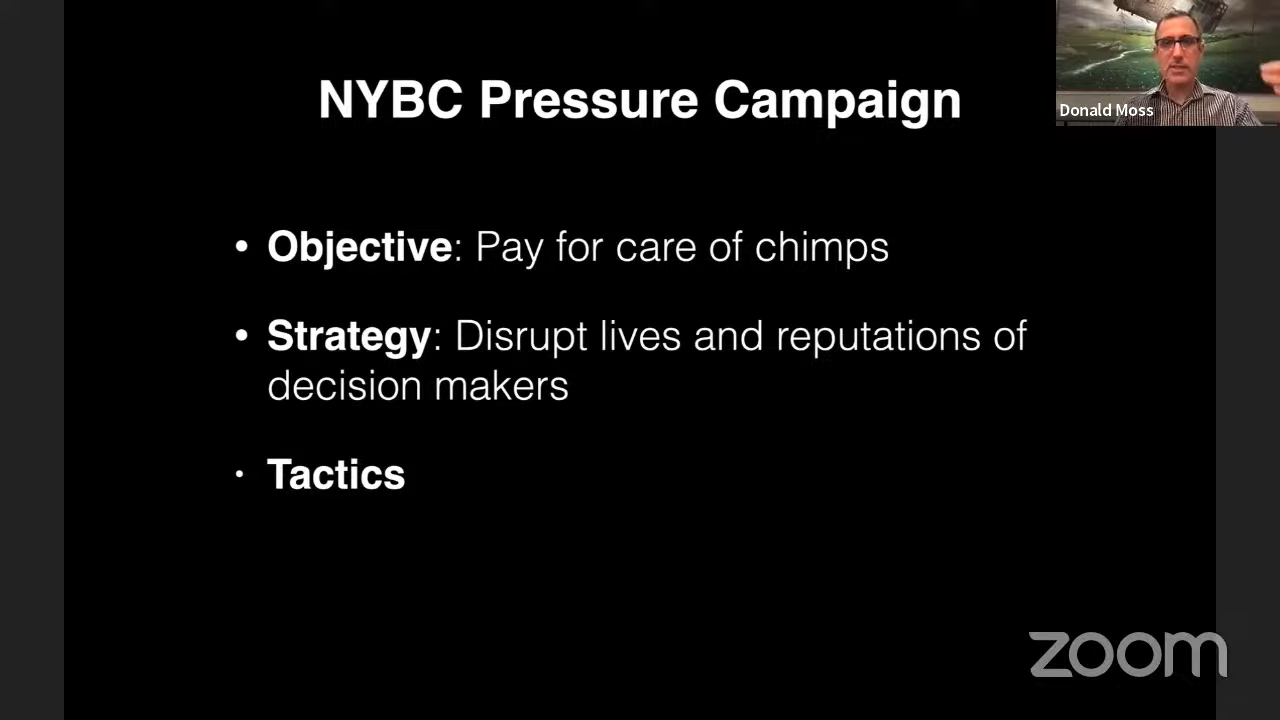 NYBC Pressure Campaign
Donald Moss
• Objective: Pay for care of chimps
• Strategy: Disrupt lives and reputations of
decision makers
• Tactics
zoom